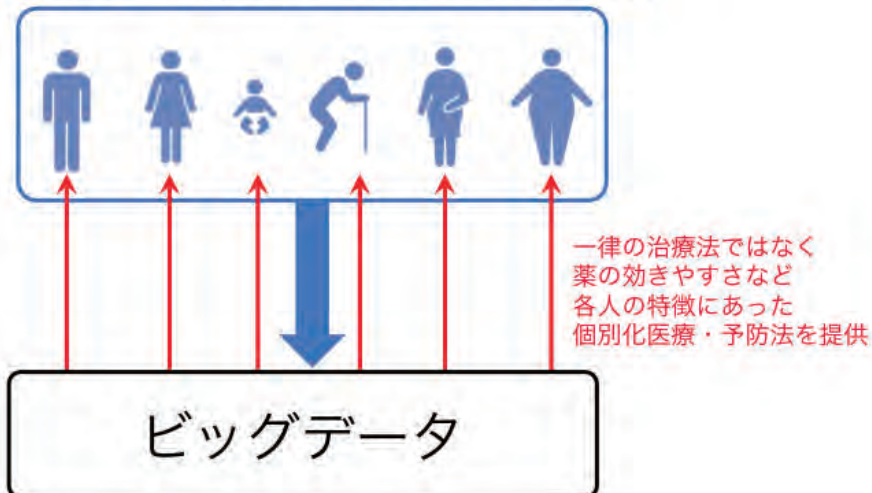 一律の治療法ではなく
薬の効きやすさなど
各人の特徴にあった
個別化医療・予防法を提供
ビッグデータ